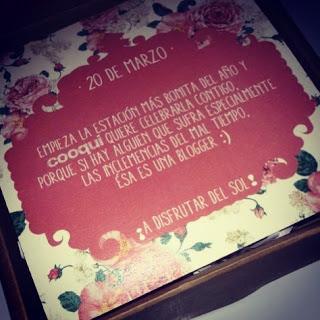 · 20 DE MARZO ·
EMPIEZA LA ESTACIÓN MÁS BONITA DEL AÑO Y
cooqui QUIERE CELEBRARLA CONTIGO,
PORQUE SI HAY ALGUIEN QUE SUFRA ESPECIALMENTE
LAS INCLEMENCIAS DEL MAL TIEMPO,
ÉSA ES UNA BLOGGER :)
¡A DISFRUTAR DEL SOL!